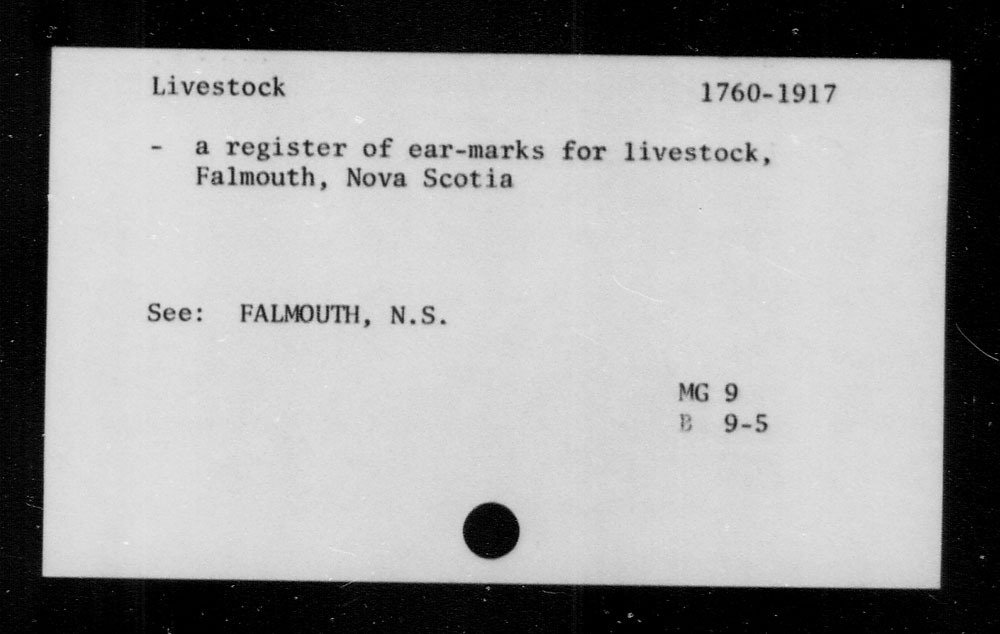 Livestock 1760-1917
- a register of ear-marks for livestock,
Falmouth, Nova Scotia
See: FALMOUTH, N.S.
MG 9
B 9-5